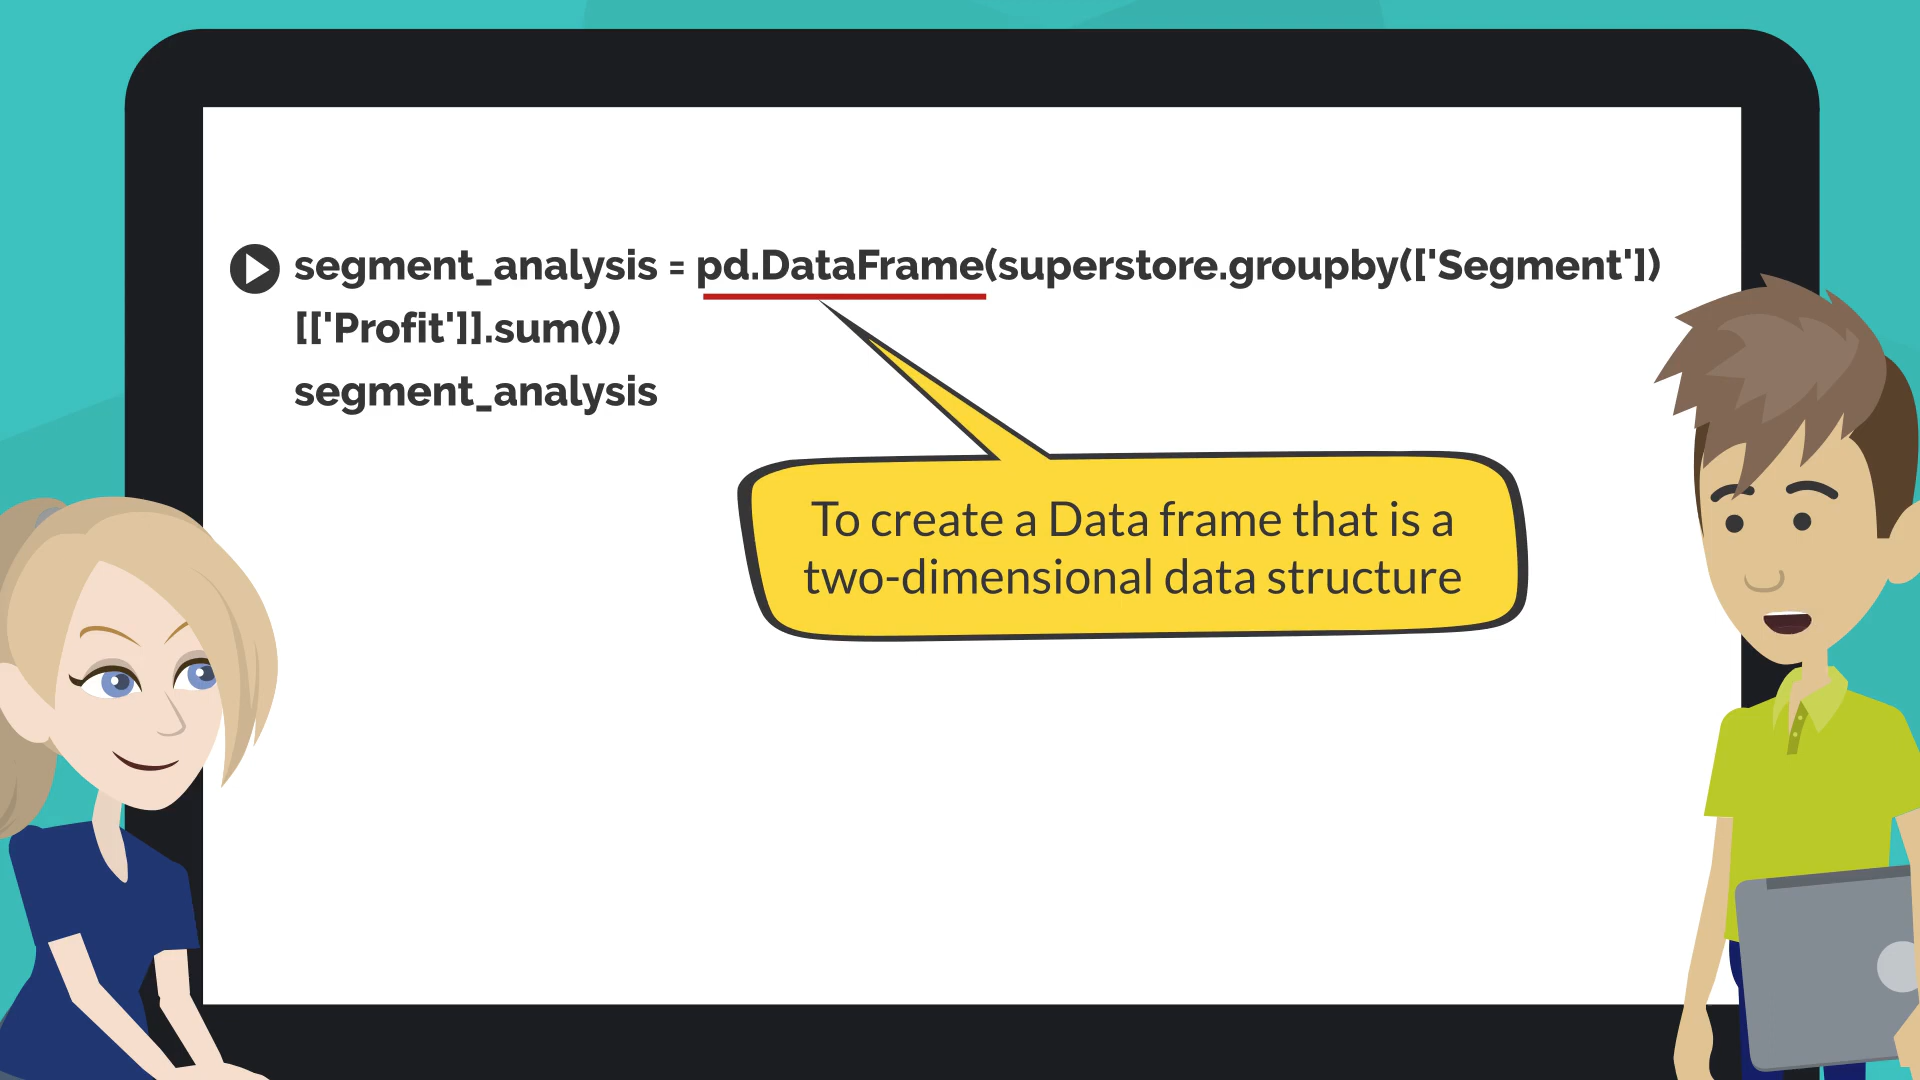 segment_analysis = pd.DataFrame(superstore.groupby(['Segment'])
[['Profit']].sum())
segment_analysis
To create a Data frame that is a
two-dimensional data structure